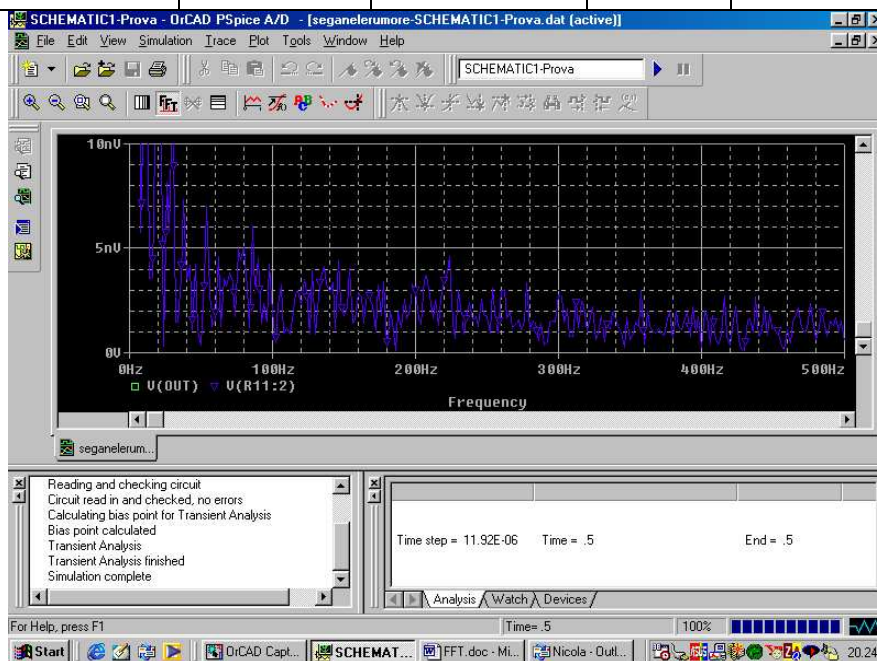 SCHEMATIC1-Prova - OrCAD PSpice A/D - [seganelerumore-SCHEMATIC1-Prova.dat (active)]
File Edit View Simulation Trace Plot Tools Window Help
SCHEMATIC1-Prova
FFT
10nV
5nV
0V
0Hz 100Hz 200Hz 300Hz 400Hz 500Hz
V(OUT) V(R11:2)
Frequency
seganelerum...
Reading and checking circuit
Circuit read in and checked, no errors
Calculating bias point for Transient Analysis
Bias point calculated
Transient Analysis
Transient Analysis finished
Simulation complete
Time step = 11.92E-06 Time = .5 End = .5
Analysis Watch Devices
For Help, press F1 Time= .5 100%
Start OrCAD Capt... SCHEMAT... FFT.doc - Mi... Nicola - Outl... 20.24